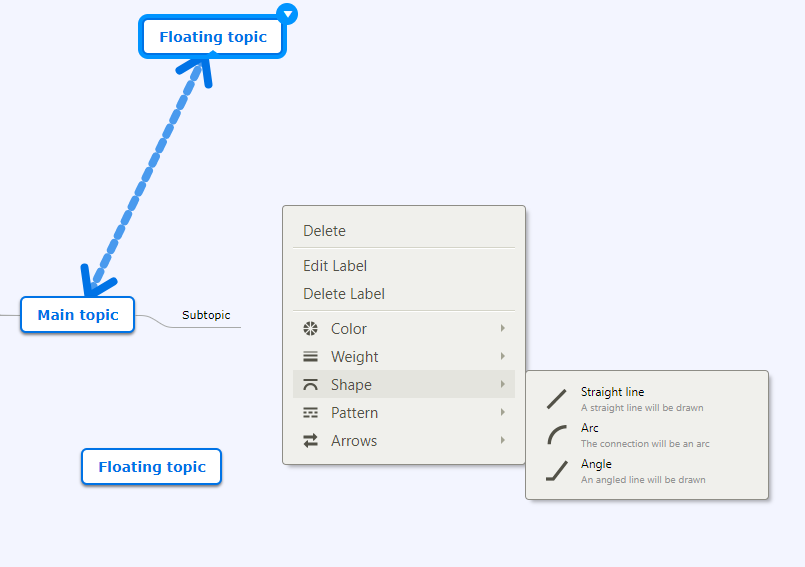 Floating topic
Main topic
Subtopic
Floating topic
Delete
Edit Label
Delete Label
Color
Weight
Shape
Pattern
Arrows
Straight line
A straight line will be drawn
Arc
The connection will be an arc
Angle
An angled line will be drawn